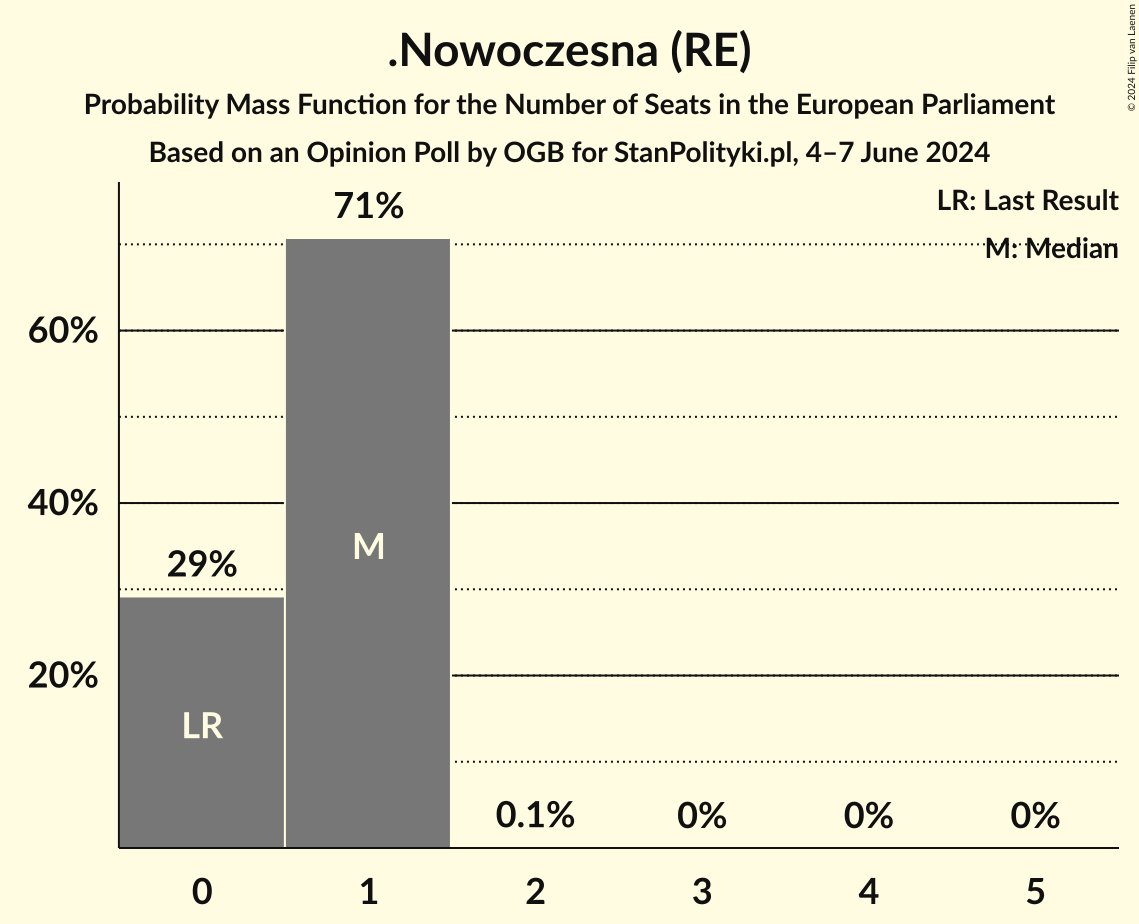 .Nowoczesna (RE)
Probability Mass Function for the Number of Seats in the European Parliament
Based on an Opinion Poll by OGB for StanPolityki.pl, 4–7 June 2024
© 2024 Filip van Laenen
LR: Last Result
M: Median
71%
60%
40%
29%
20%
M
LR
0.1%
0%
0%
0%
0
1
2
3
4
5